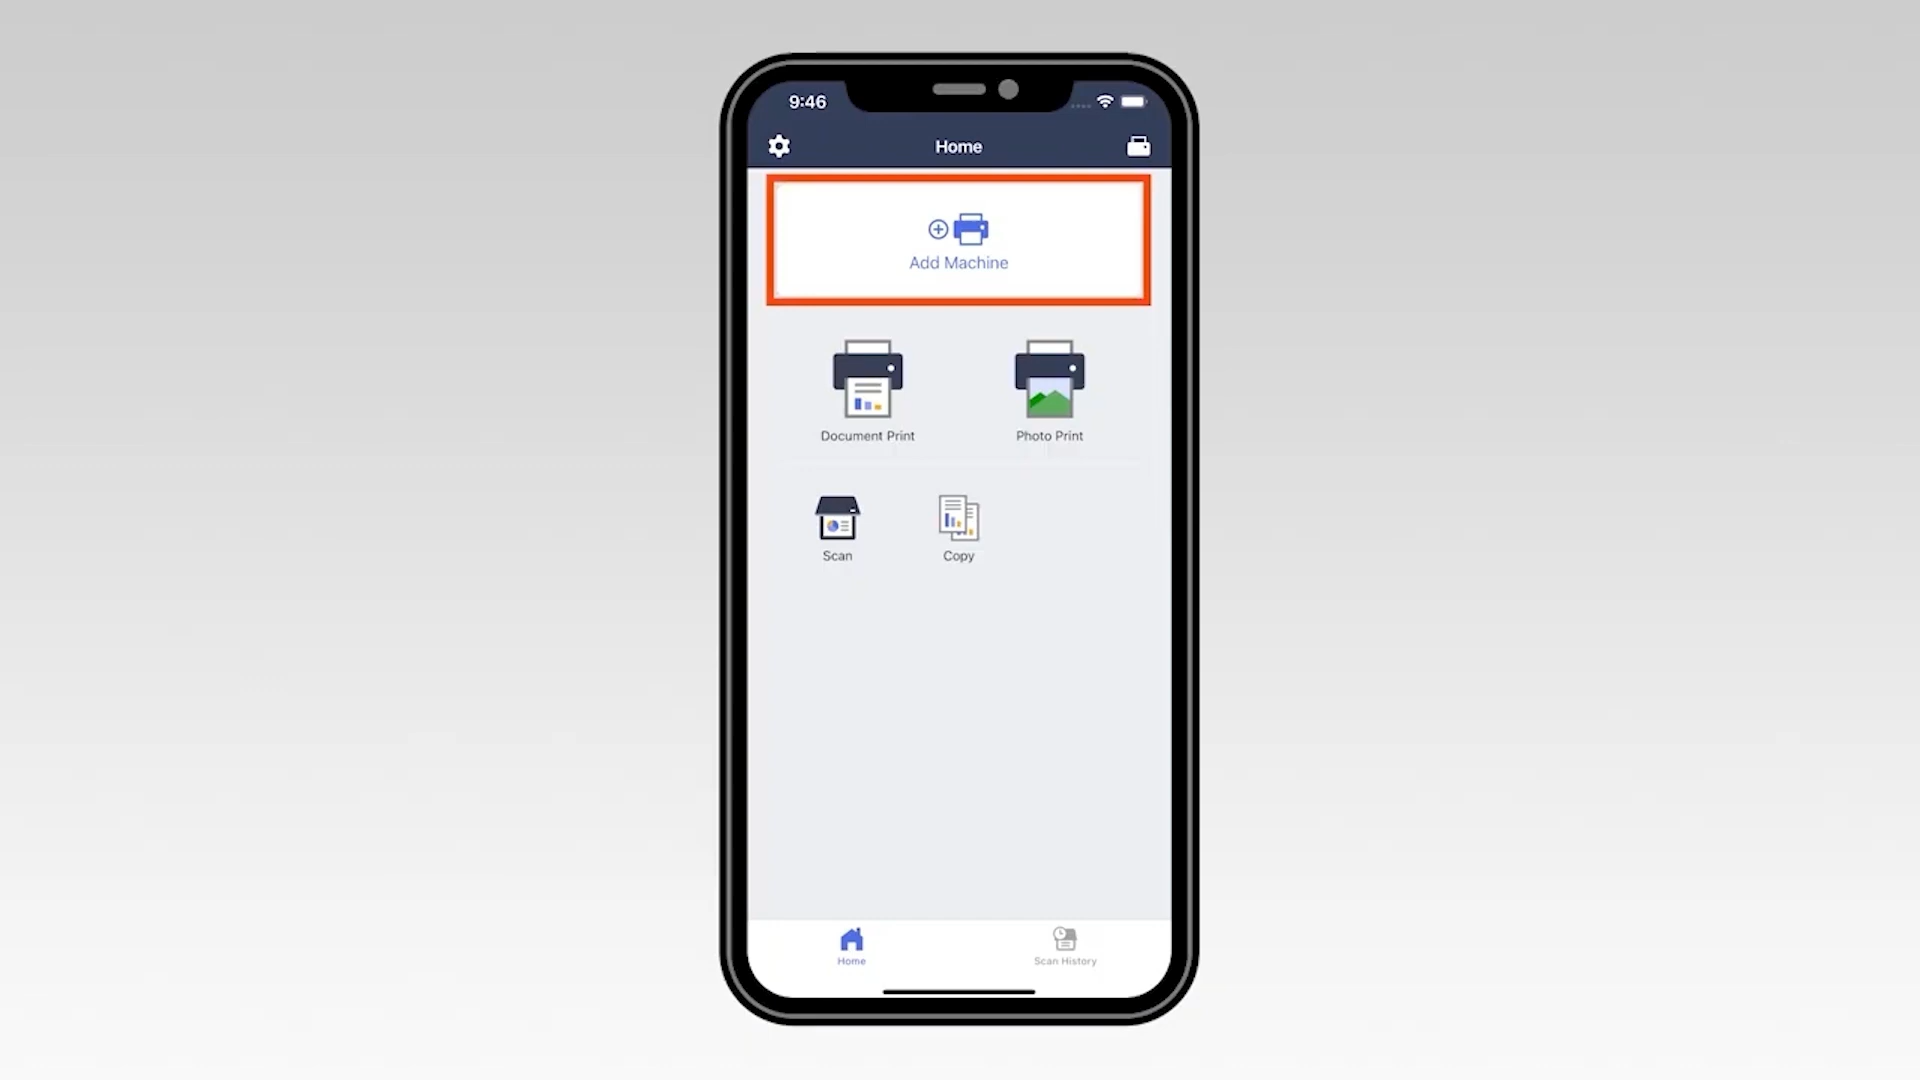 9:46
Home
Add Machine
Document Print
Photo Print
Scan
Copy
Home
Scan History